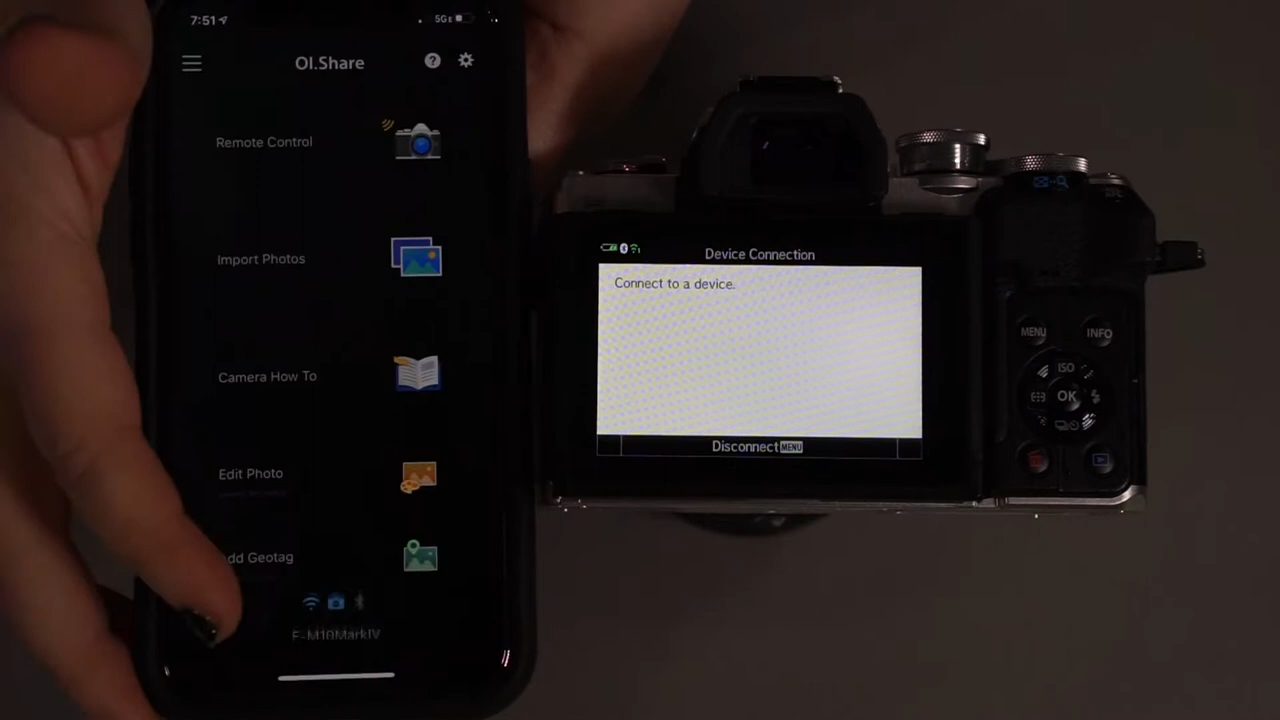 7:51
5G
OI.Share
Remote Control
Import Photos
Camera How To
Edit Photo
dd Geotag
E-M10MarkIV
Device Connection
Connect to a device.
Disconnect MENU
MENU
INFO
ISO
OK